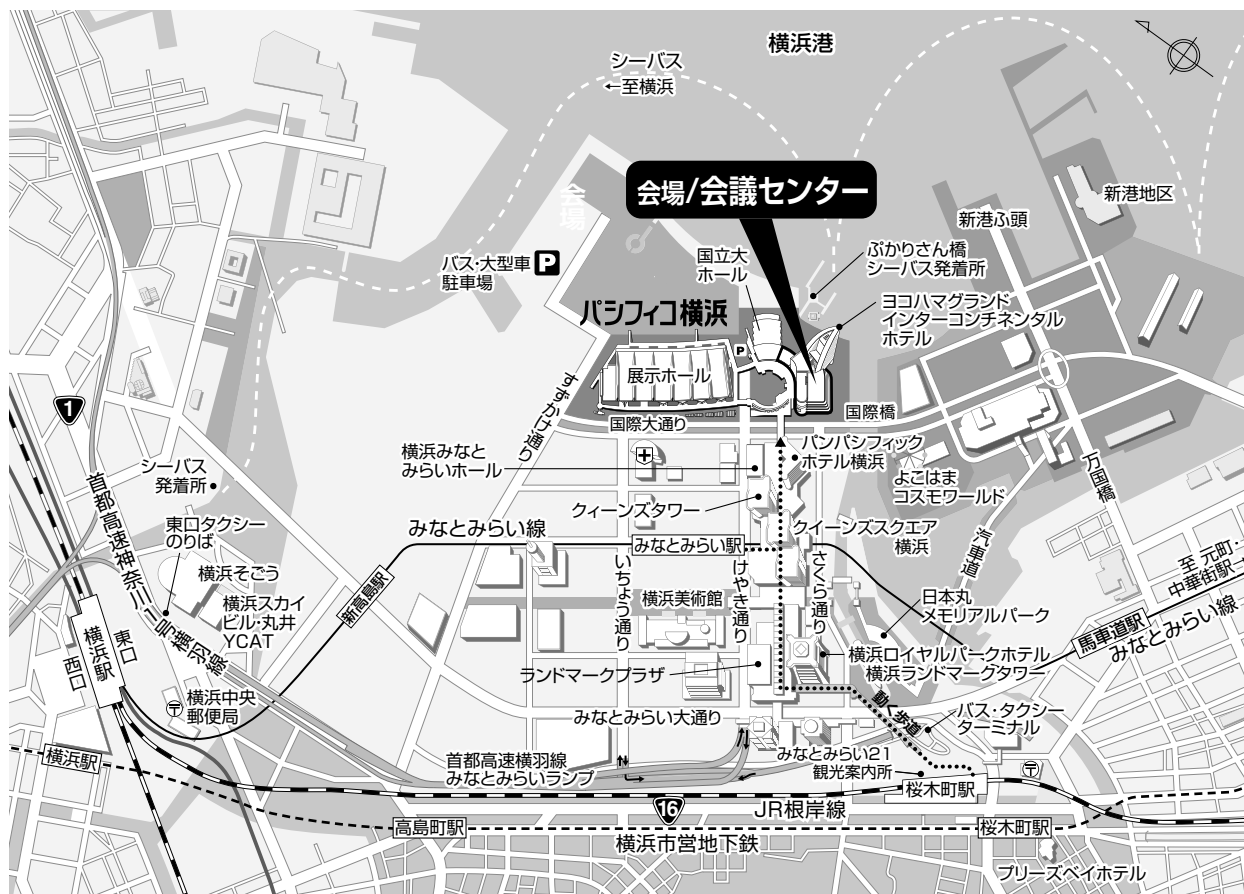 横浜港
シーバス
←至横浜
会場
会場/会議センター
新港地区
新港ふ頭
国立大
ホール
ぷかりさん橋
シーバス発着所
バス・大型車
駐車場
P
ヨコハマグランド
インターコンチネンタル
ホテル
パシフィコ横浜
P
展示ホール
すずかけ通り
国際橋
国際大通り
1
横浜みなと
みらいホール
パンパシフィック
ホテル横浜
よこはま
コスモワールド
万国橋
シーバス
発着所
首都高速神奈川1号横羽線
クィーンズタワー
東口タクシー
のりば
みなとみらい線
みなとみらい駅
クイーンズスクエア
横浜
汽車道
至 元町・
中華街駅→
横浜そごう
新高島駅
いちょう通り
横浜美術館
けやき通り
さくら通り
日本丸
メモリアルパーク
馬車道駅
みなとみらい線
横浜スカイ
ビル・丸井
YCAT
横浜駅
東口
西口
ランドマークプラザ
横浜ロイヤルパークホテル
横浜ランドマークタワー
横浜中央
郵便局
〒
みなとみらい大通り
動く歩道
バス・タクシー
ターミナル
横浜駅
首都高速横羽線
みなとみらいランプ
みなとみらい21
観光案内所
〒
桜木町駅
16
JR根岸線
高島町駅
横浜市営地下鉄
桜木町駅
ブリーズベイホテル